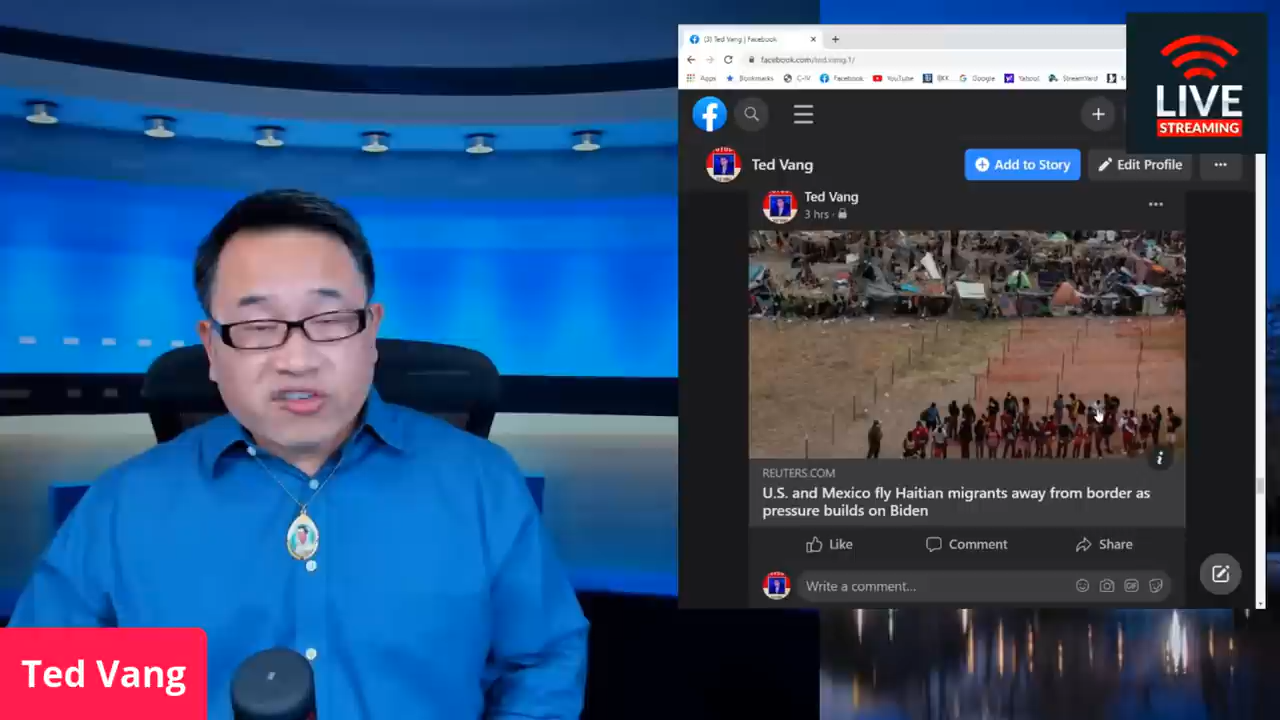 Ted Vang | Facebook
facebook.com/ted.vang.1/
Apps Bookmarks Facebook YouTube Google Yahoo! StreamYard
LIVE
STREAMING
Ted Vang
Add to Story
Edit Profile
Ted Vang
3 hrs
REUTERS.COM
U.S. and Mexico fly Haitian migrants away from border as
pressure builds on Biden
Like
Comment
Share
Write a comment...
GIF
Ted Vang